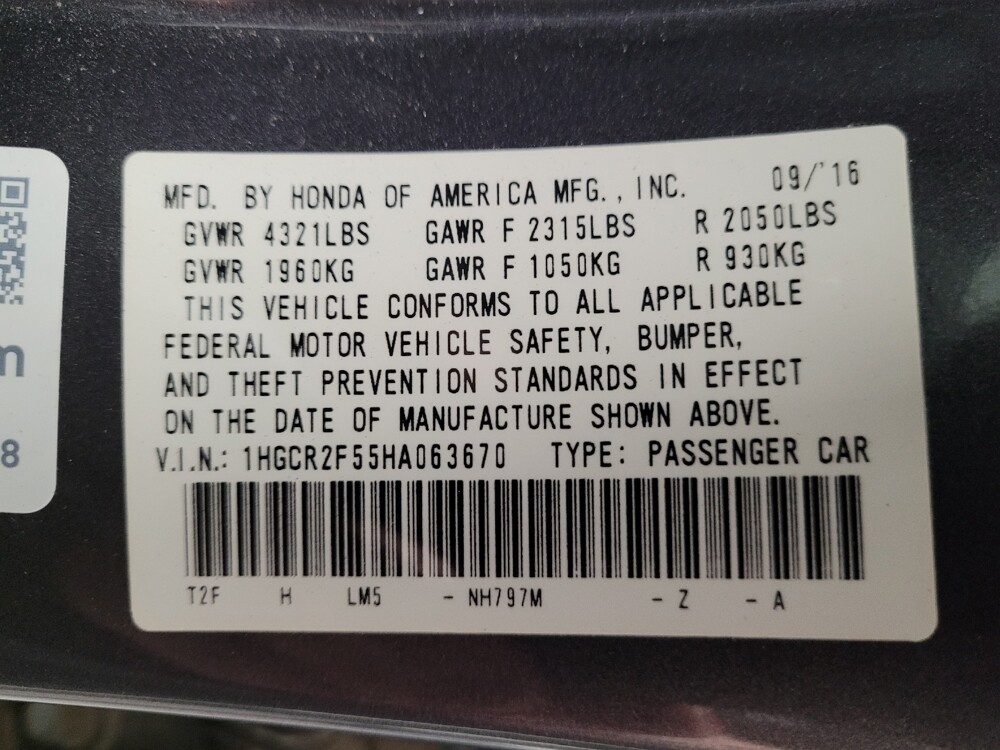 MFD. BY HONDA OF AMERICA MFG., INC. 09/'16
GVWR 4321LBS GAWR F 2315LBS R 2050LBS
GVWR 1960KG GAWR F 1050KG R 930KG
THIS VEHICLE CONFORMS TO ALL APPLICABLE
FEDERAL MOTOR VEHICLE SAFETY, BUMPER,
AND THEFT PREVENTION STANDARDS IN EFFECT
ON THE DATE OF MANUFACTURE SHOWN ABOVE.
V.I.N.: 1HGCR2F55HA063670 TYPE: PASSENGER CAR
T2F H LM5 - NH797M - Z - A
m
8